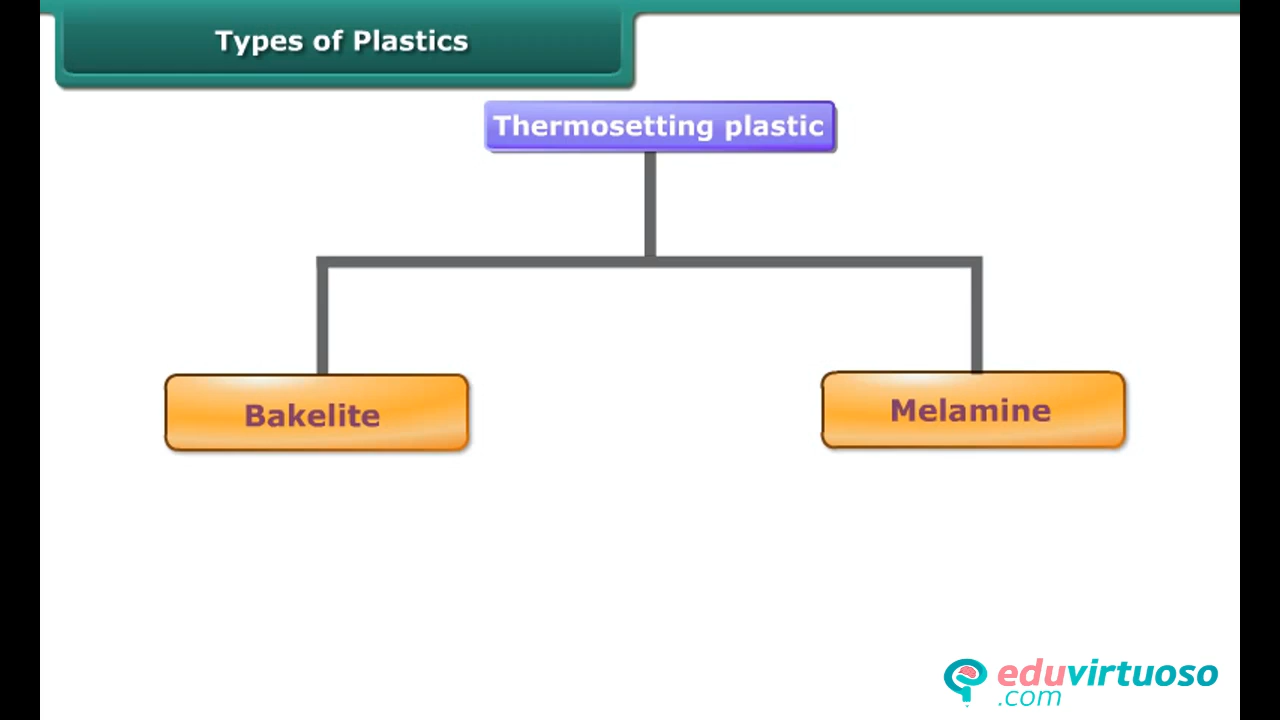 Types of Plastics
Thermosetting plastic
Bakelite
Melamine
eduvirtuoso
.com